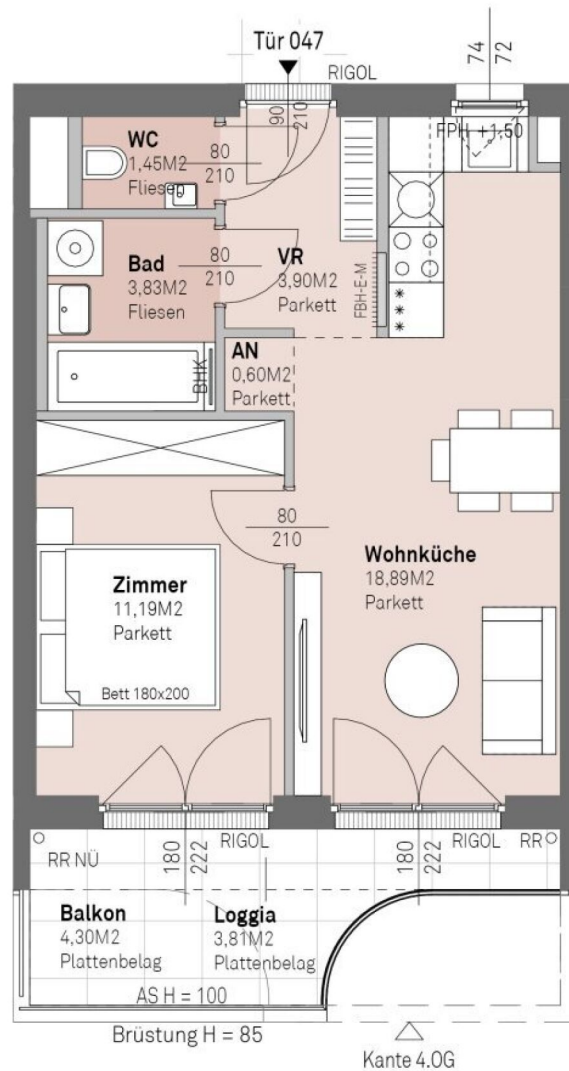 Tür 047
RIGOL
74
72
90
210
FPH +1,50
WC
1,45M2
Fliesen
80
210
Bad
3,83M2
Fliesen
80
210
VR
3,90M2
Parkett
FBH-E-M
AN
0,60M2
Parkett
BHK
80
210
Wohnküche
18,89M2
Parkett
Zimmer
11,19M2
Parkett
Bett 180x200
RIGOL
RIGOL
RR
RR NÜ
180
222
180
222
Balkon
4,30M2
Plattenbelag
Loggia
3,81M2
Plattenbelag
AS H = 100
Brüstung H = 85
Kante 4.OG